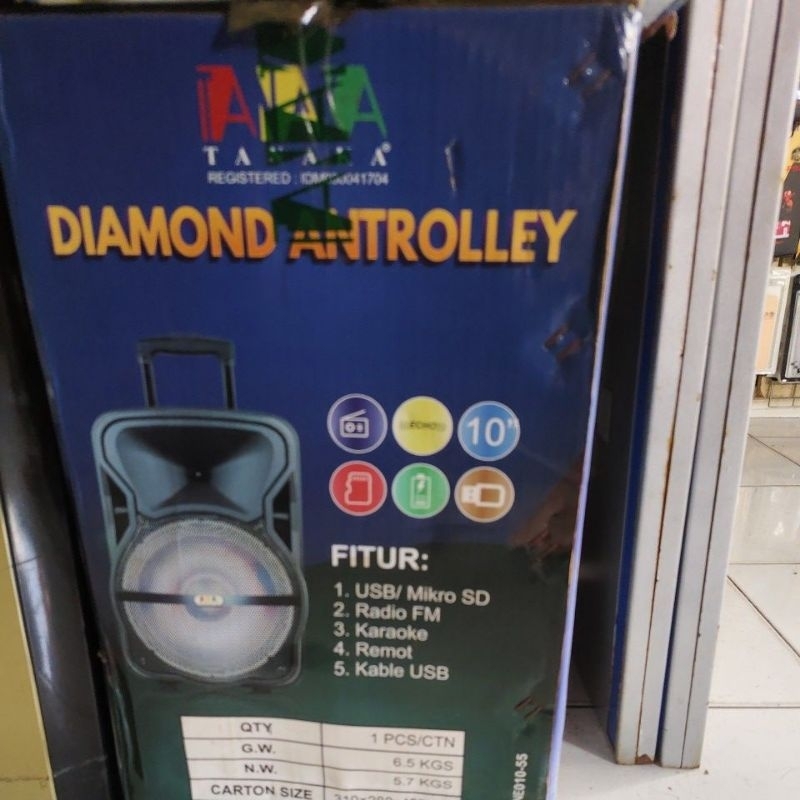 TANAKA®
REGISTERED : IDM000041704
DIAMOND ANTROLLEY
ECHO
10"
FITUR:
1. USB/ Mikro SD
2. Radio FM
3. Karaoke
4. Remot
5. Kable USB
QTY 1 PCS/CTN
G.W. 6.5 KGS
N.W. 5.7 KGS
CARTON SIZE